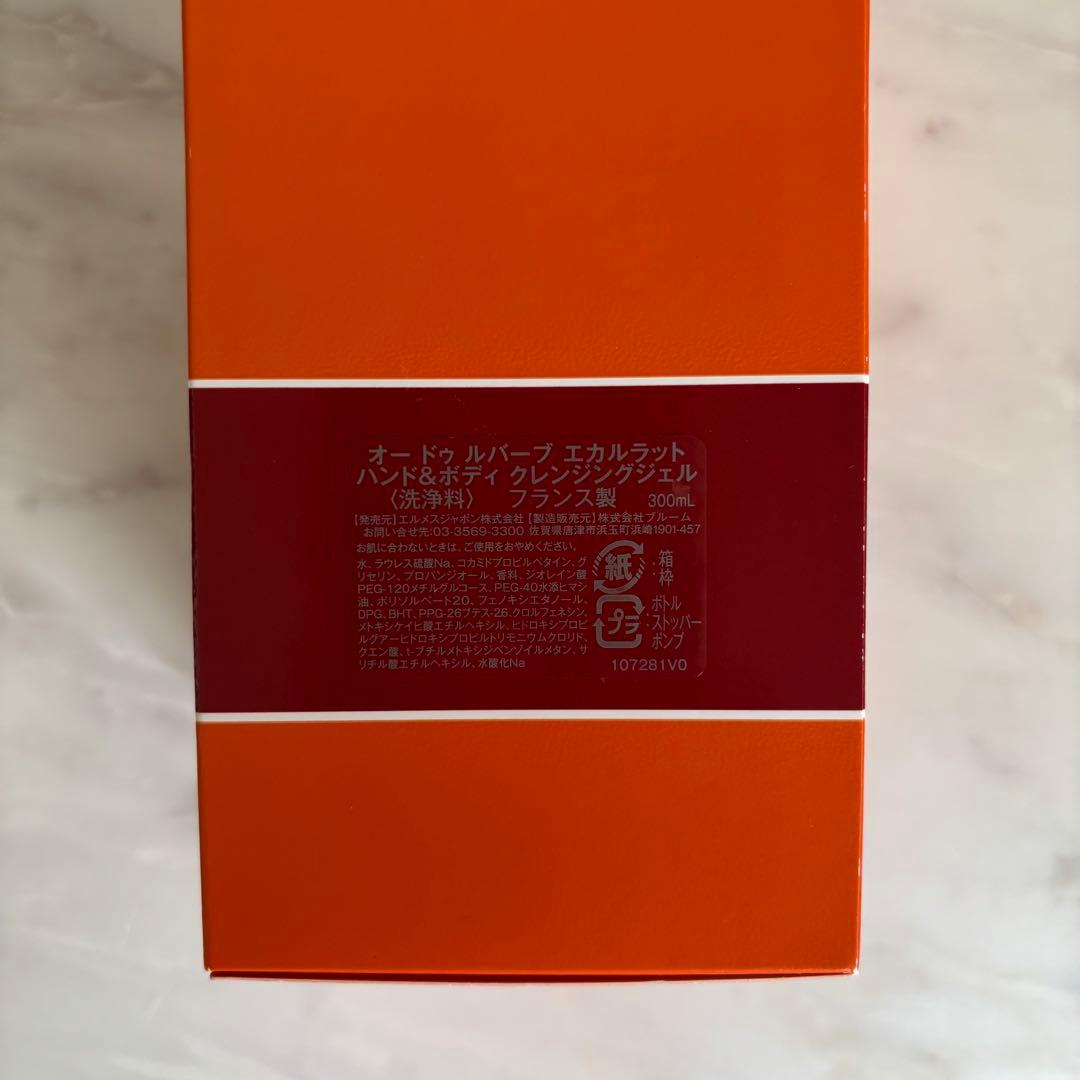 オー ドゥ ルバーブ エカルラット
ハンド&ボディ クレンジングジェル
〈洗浄料〉 フランス製 300mL
【発売元】エルメスジャポン株式会社【製造販売元】株式会社ブルーム
お問い合せ先:03-3569-3300 佐賀県唐津市浜玉町浜崎1901-457
お肌に合わないときは、ご使用をおやめください。
水、ラウレス硫酸Na、コカミドプロピルベタイン、グ
リセリン、プロパンジオール、香料、ジオレイン酸
PEG-120メチルグルコース、PEG-40水添ヒマシ
油、ポリソルベート20、フェノキシエタノール、
DPG、BHT、PPG-26ブテス-26、クロルフェネシン、
メトキシケイヒ酸エチルヘキシル、ヒドロキシプロピ
ルグアーヒドロキシプロピルトリモニウムクロリド、
クエン酸、t-ブチルメトキシジベンゾイルメタン、サ
リチル酸エチルヘキシル、水酸化Na
紙 :箱
:枠
プラ :ボトル
:ストッパー
ポンプ
107281V0